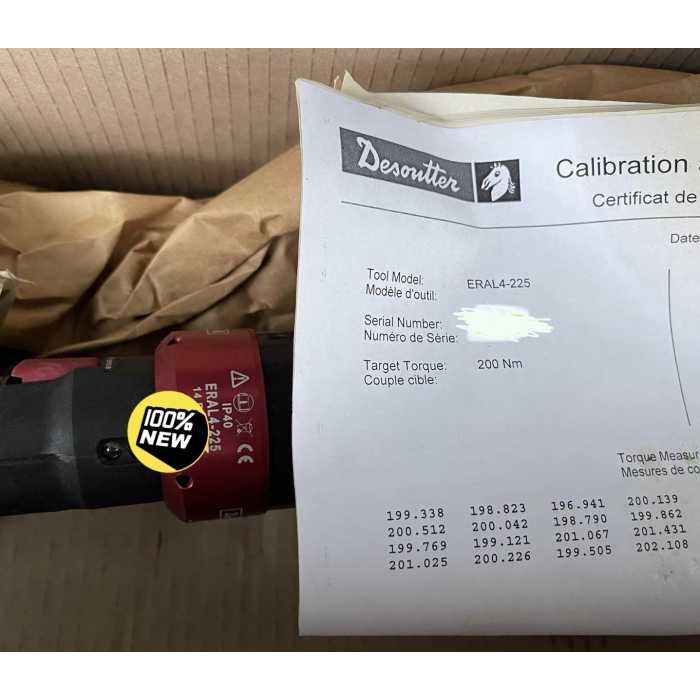 Desoutter
Calibration
Certificat de
Date
Tool Model: ERAL4-225
Modèle d'outil:
Serial Number:
Numéro de Série:
Target Torque: 200 Nm
Couple cible:
Torque Measur
Mesures de co
199.338 198.823 196.941 200.139
200.512 200.042 198.790 199.862
199.769 199.121 201.067 201.431
201.025 200.226 199.505 202.108
IP40
ERAL4-225
14
CE
100%
NEW